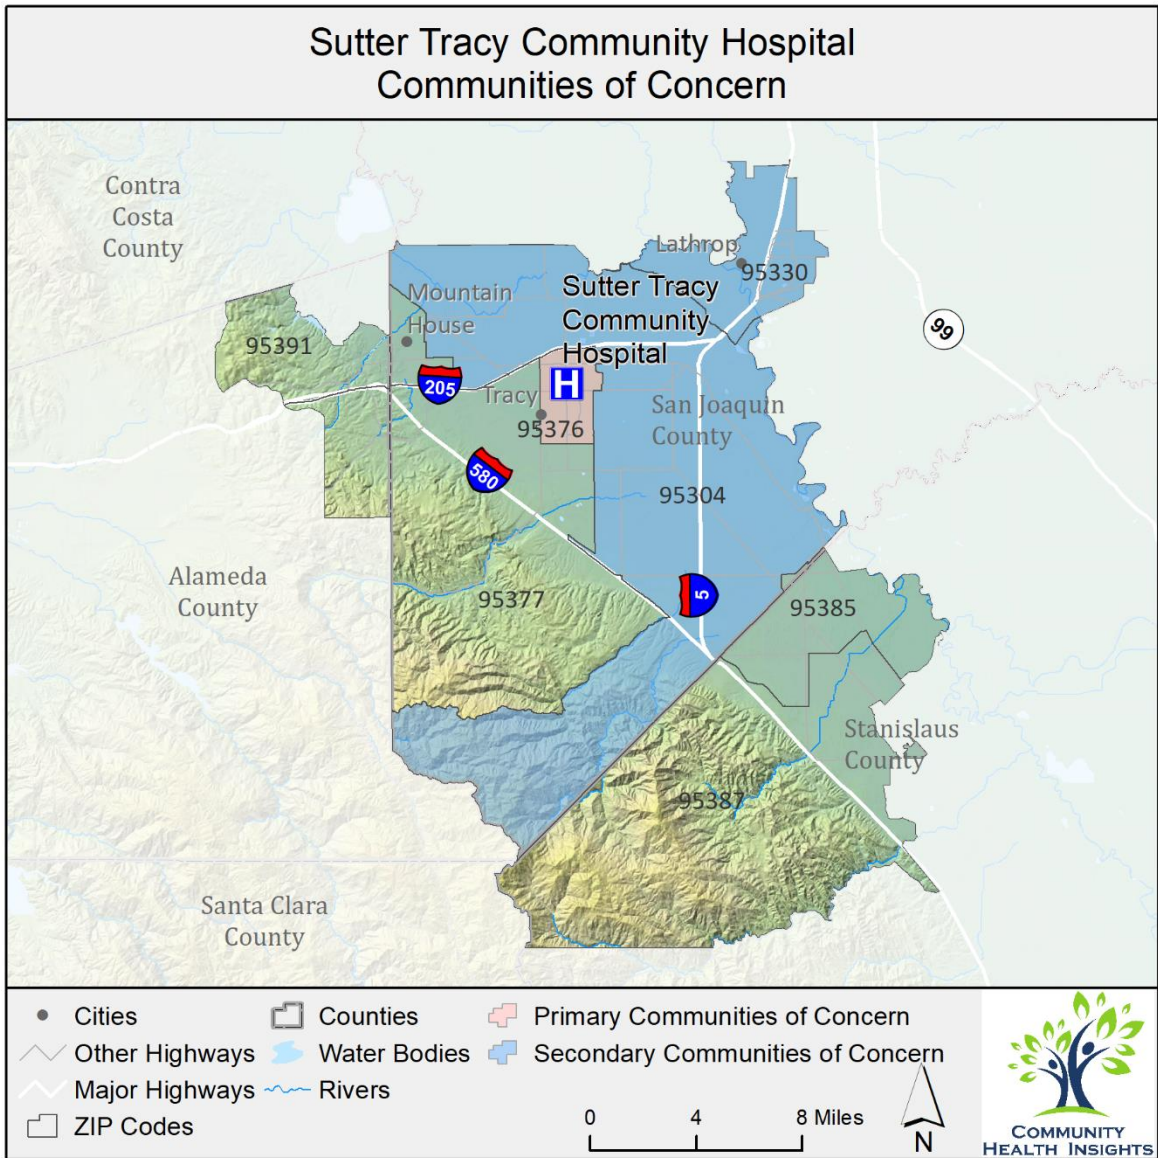 Sutter Tracy Community Hospital
Communities of Concern
Contra
Costa
County
Lathrop
95330
Sutter Tracy
Community
Hospital
Mountain
House
99
95391
205
Tracy
H
San Joaquin
County
95376
580
95304
Alameda
County
95377
5
95385
Stanislaus
County
95387
Santa Clara
County
Cities
Counties
Primary Communities of Concern
Other Highways
Water Bodies
Secondary Communities of Concern
Major Highways
Rivers
ZIP Codes
0 4 8 Miles
N
COMMUNITY
HEALTH INSIGHTS